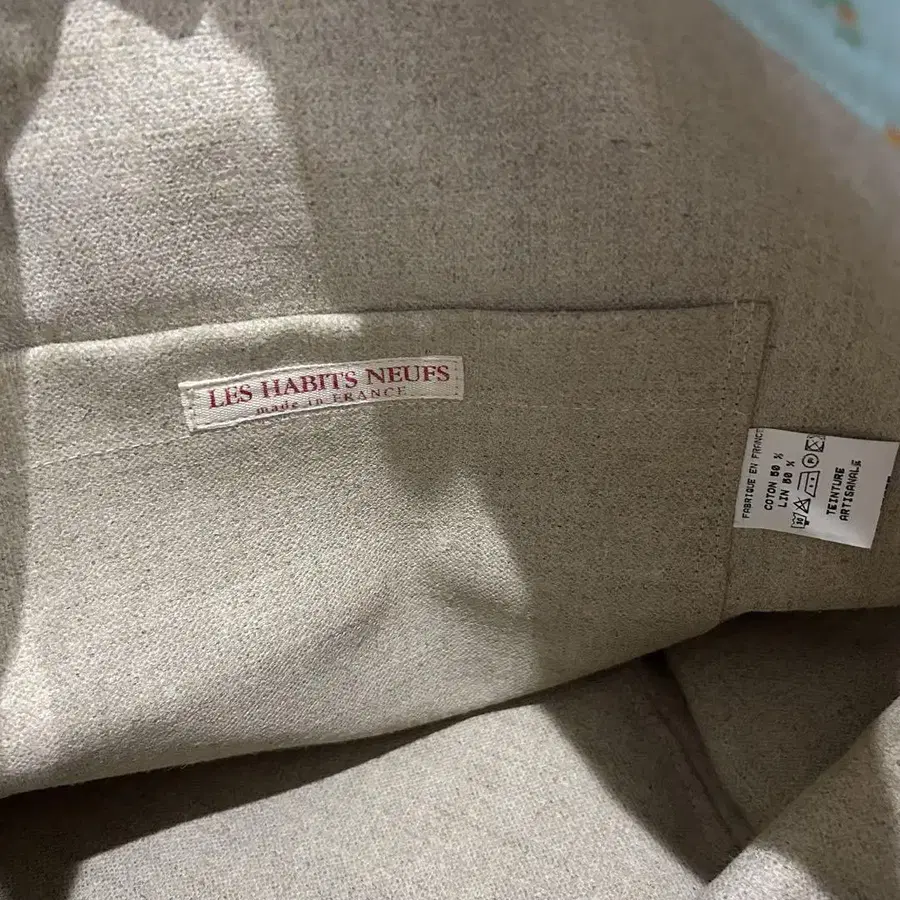 LES HABITS NEUFS
made in FRANCE
FABRIQUE EN FRANCE
COTON 50 %
LIN 50 %
TEINTURE
ARTISANALE